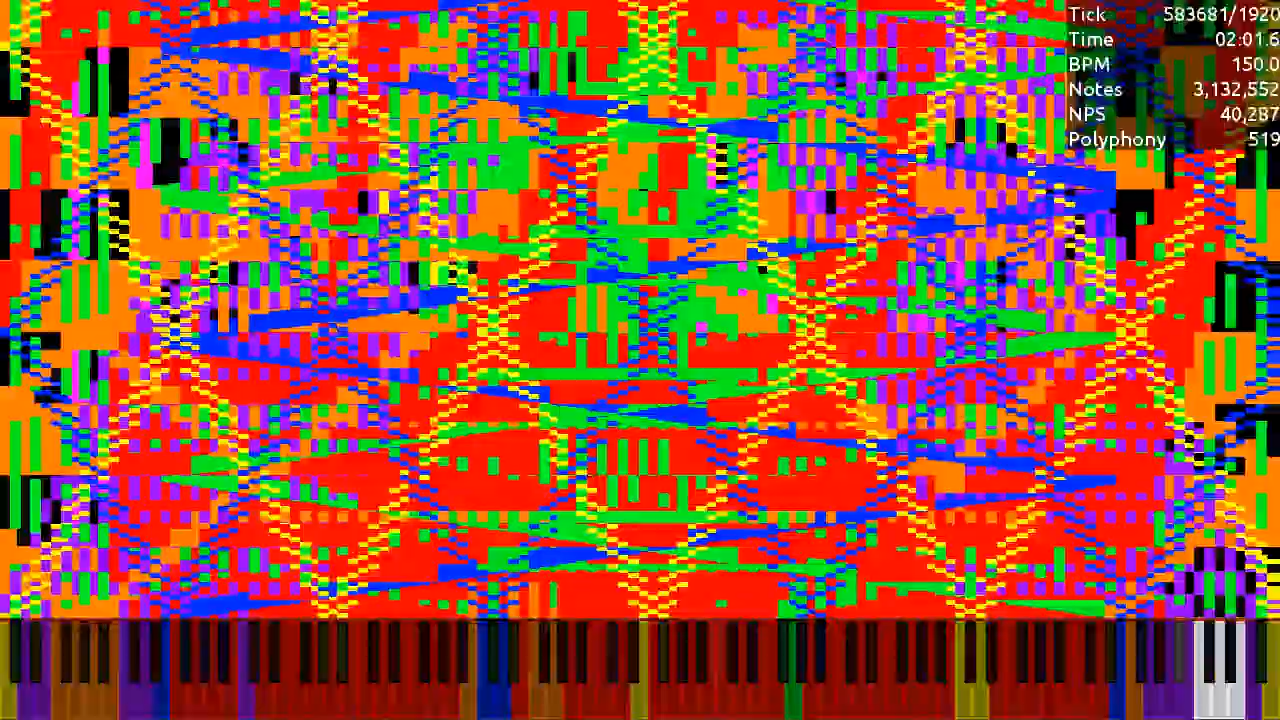 Tick 583681/1920
Time 02:01.6
BPM 150.0
Notes 3,132,552
NPS 40,287
Polyphony 519